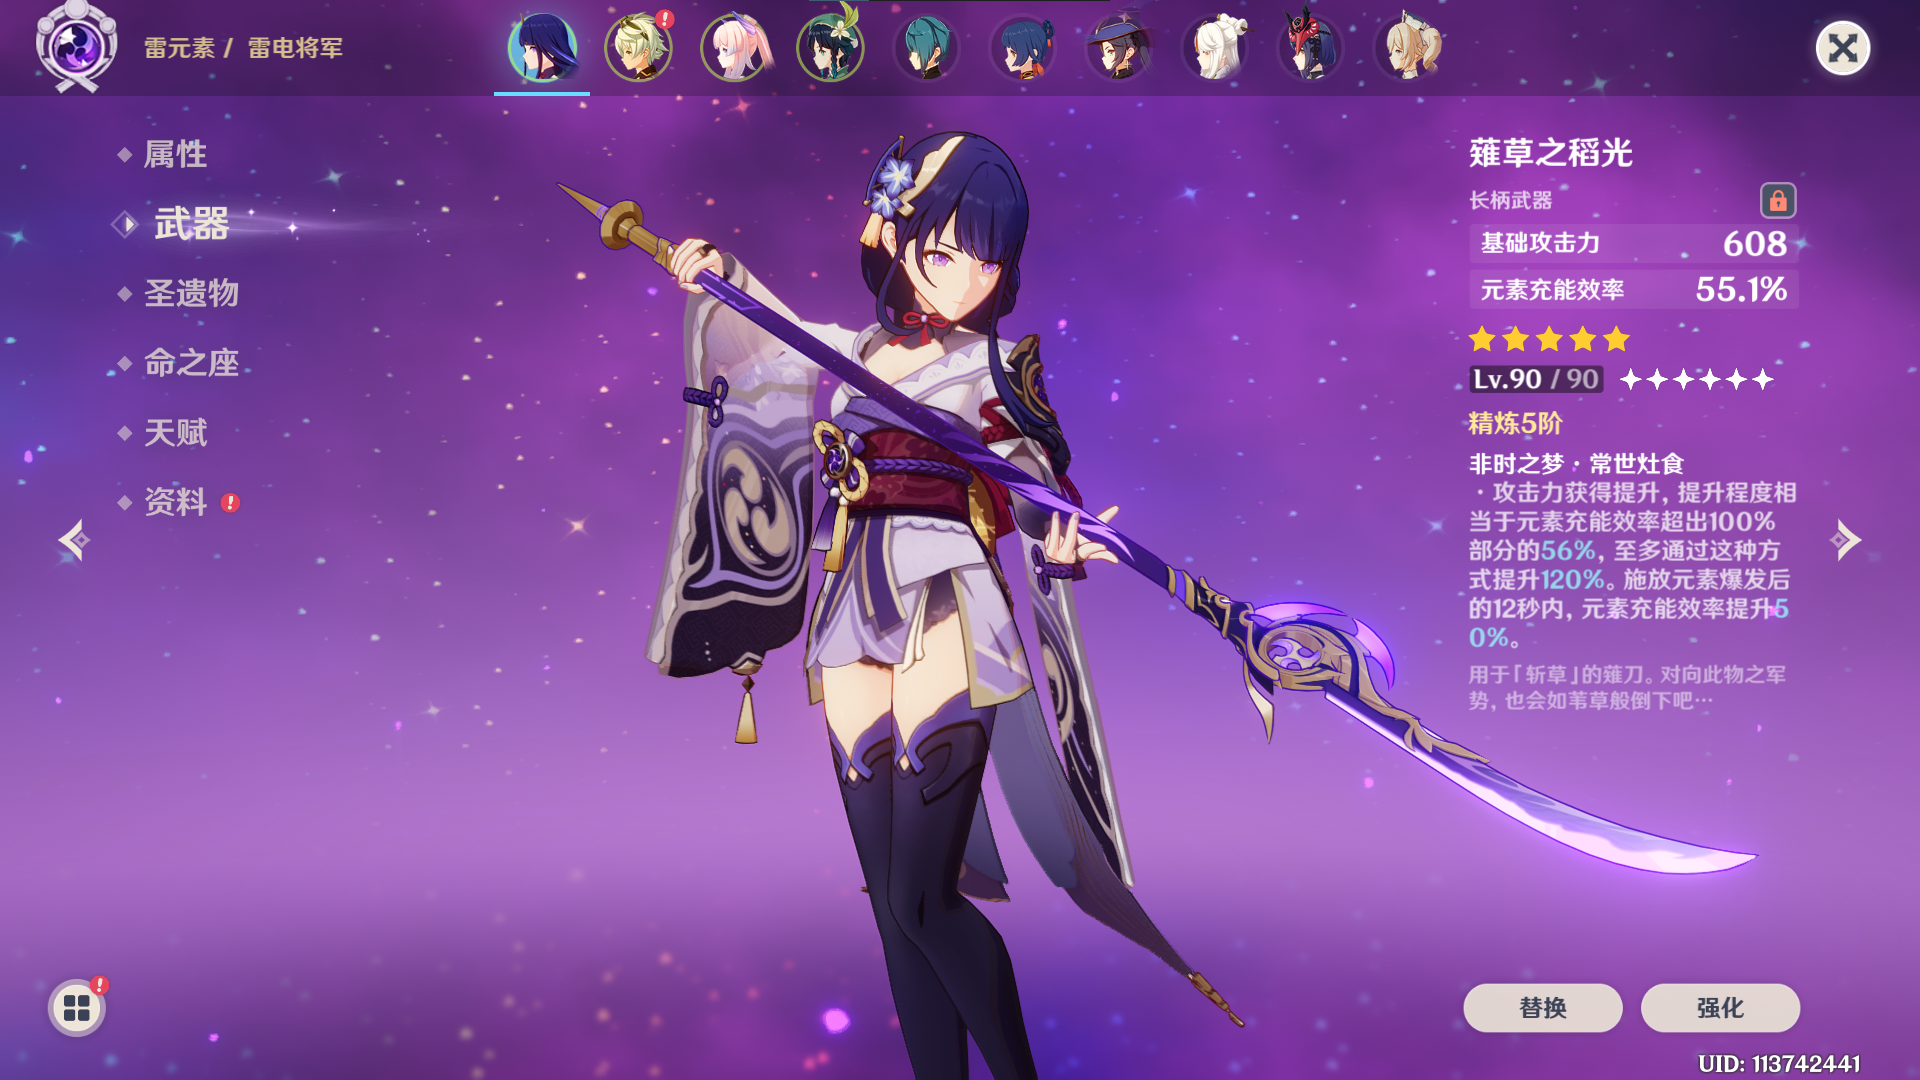 雷元素 / 雷电将军
属性
武器
圣遗物
命之座
天赋
资料
薙草之稻光
长柄武器
基础攻击力 608
元素充能效率 55.1%
Lv.90 / 90
精炼5阶
非时之梦·常世灶食
·攻击力获得提升，提升程度相
当于元素充能效率超出100%
部分的56%，至多通过这种方
式提升120%。施放元素爆发后
的12秒内，元素充能效率提升5
0%。
用于「斩草」的薙刀。对向此物之军
势，也会如苇草般倒下吧…
替换
强化
UID: 113742441